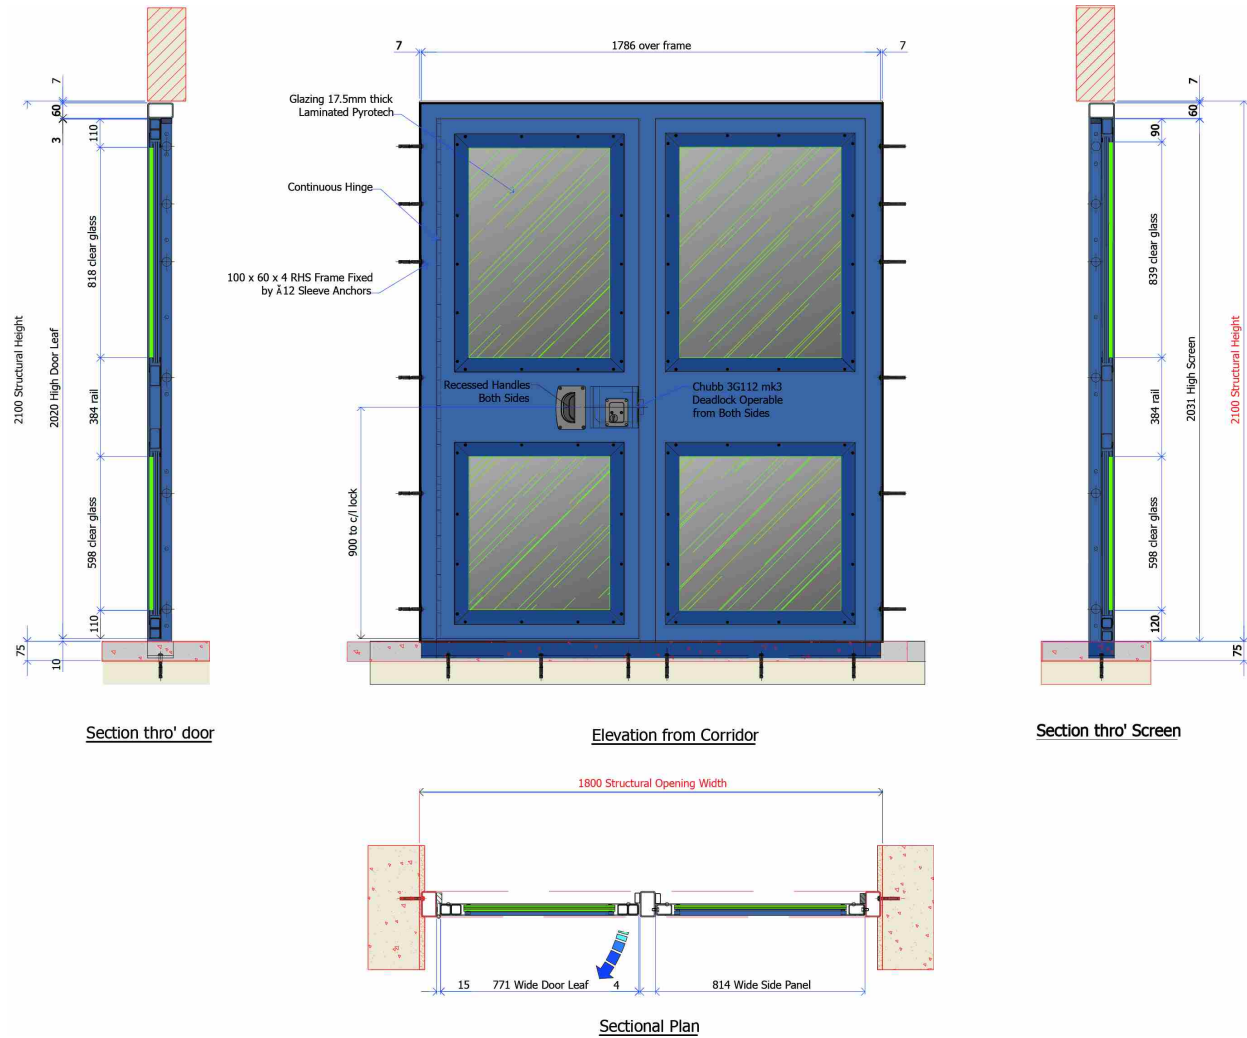 7
60
3
110
2100 Structural Height
2020 High Door Leaf
818 clear glass
384 rail
598 clear glass
110
75
10
Section thro' door
7
1786 over frame
7
Glazing 17.5mm thick
Laminated Pyrotech
Continuous Hinge
100 x 60 x 4 RHS Frame Fixed
by Ă12 Sleeve Anchors
Recessed Handles
Both Sides
Chubb 3G112 mk3
Deadlock Operable
from Both Sides
900 to c/l lock
Elevation from Corridor
7
60
90
839 clear glass
384 rail
2031 High Screen
2100 Structural Height
598 clear glass
120
75
Section thro' Screen
1800 Structural Opening Width
15
771 Wide Door Leaf
4
814 Wide Side Panel
Sectional Plan